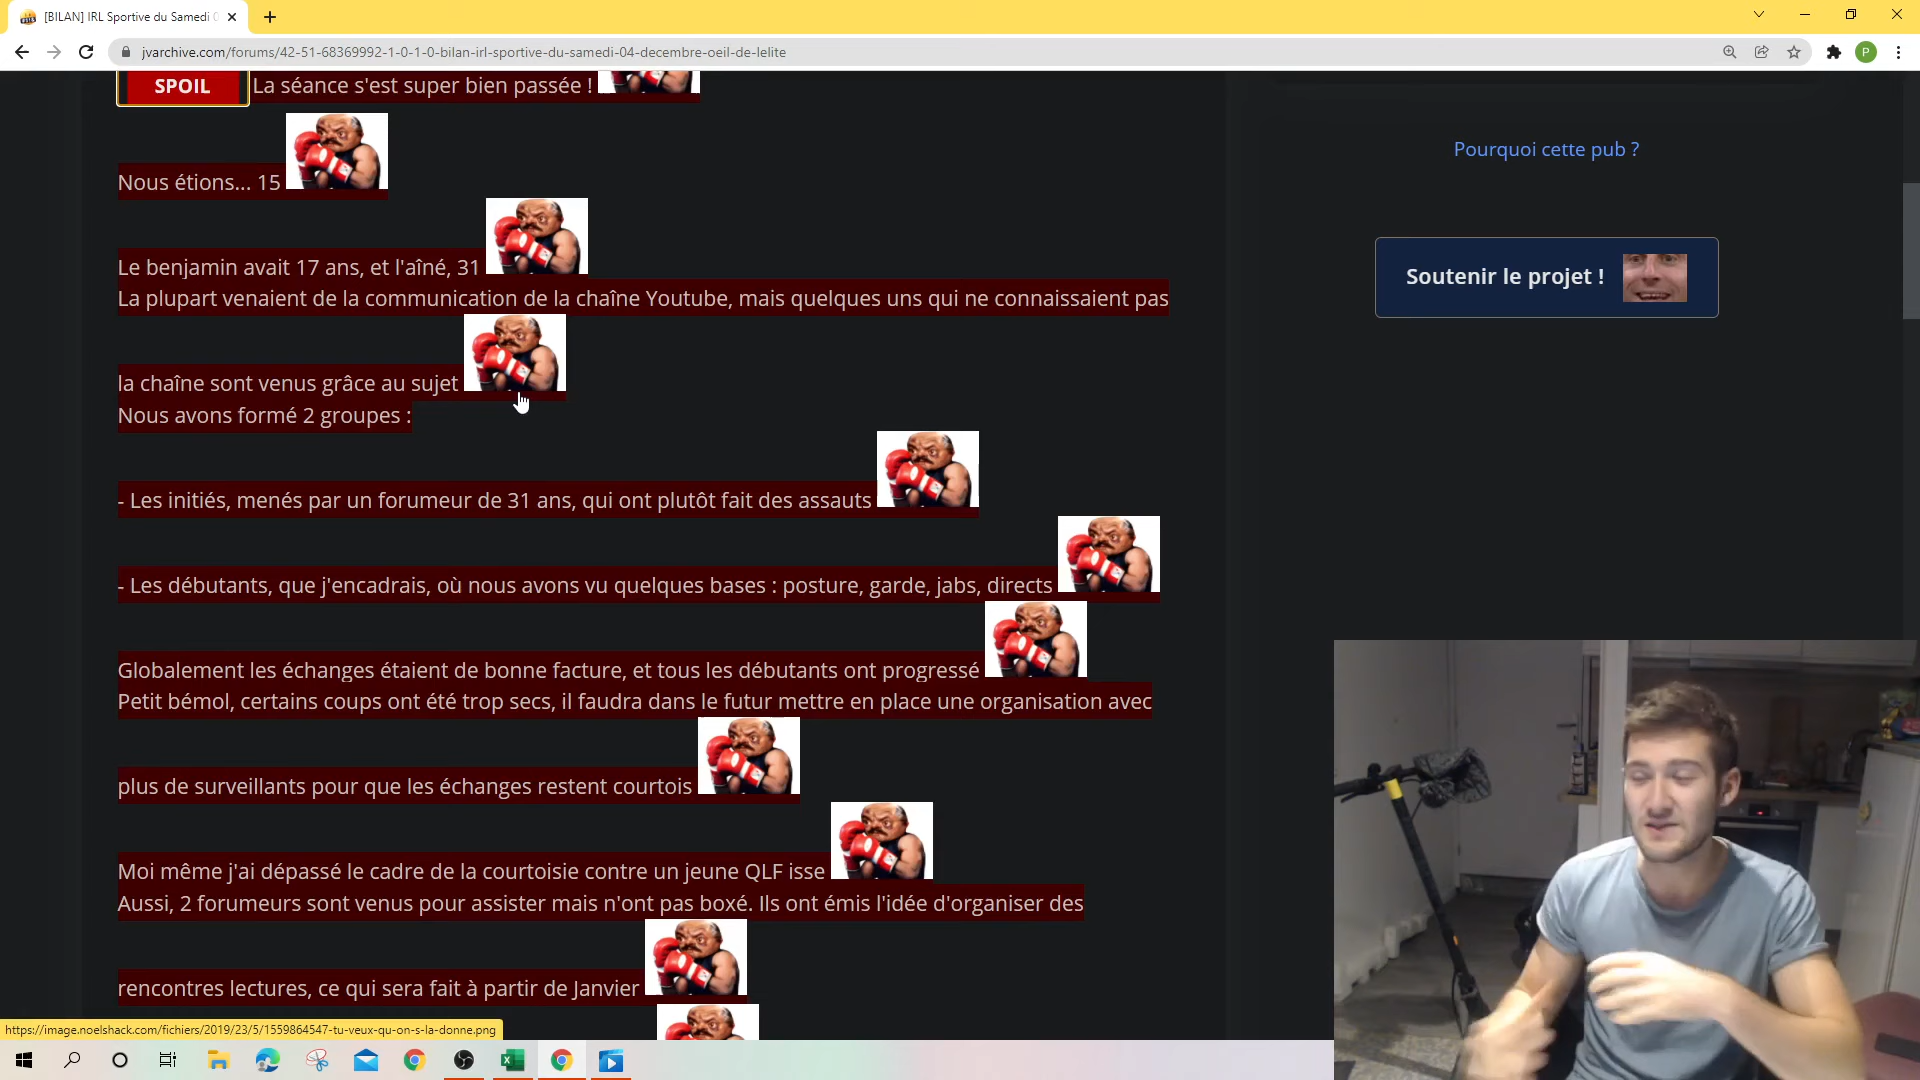 [BILAN] IRL Sportive du Samedi 0
jvarchive.com/forums/42-51-68369992-1-0-1-0-bilan-irl-sportive-du-samedi-04-decembre-oeil-de-lelite
P
SPOIL La séance s'est super bien passée !
Nous étions... 15
Le benjamin avait 17 ans, et l'aîné, 31
La plupart venaient de la communication de la chaîne Youtube, mais quelques uns qui ne connaissaient pas
la chaîne sont venus grâce au sujet
Nous avons formé 2 groupes :
- Les initiés, menés par un forumeur de 31 ans, qui ont plutôt fait des assauts
- Les débutants, que j'encadrais, où nous avons vu quelques bases : posture, garde, jabs, directs
Globalement les échanges étaient de bonne facture, et tous les débutants ont progressé
Petit bémol, certains coups ont été trop secs, il faudra dans le futur mettre en place une organisation avec
plus de surveillants pour que les échanges restent courtois
Moi même j'ai dépassé le cadre de la courtoisie contre un jeune QLF isse
Aussi, 2 forumeurs sont venus pour assister mais n'ont pas boxé. Ils ont émis l'idée d'organiser des
rencontres lectures, ce qui sera fait à partir de Janvier
Pourquoi cette pub ?
Soutenir le projet !
https://image.noelshack.com/fichiers/2019/23/5/1559864547-tu-veux-qu-on-s-la-donne.png